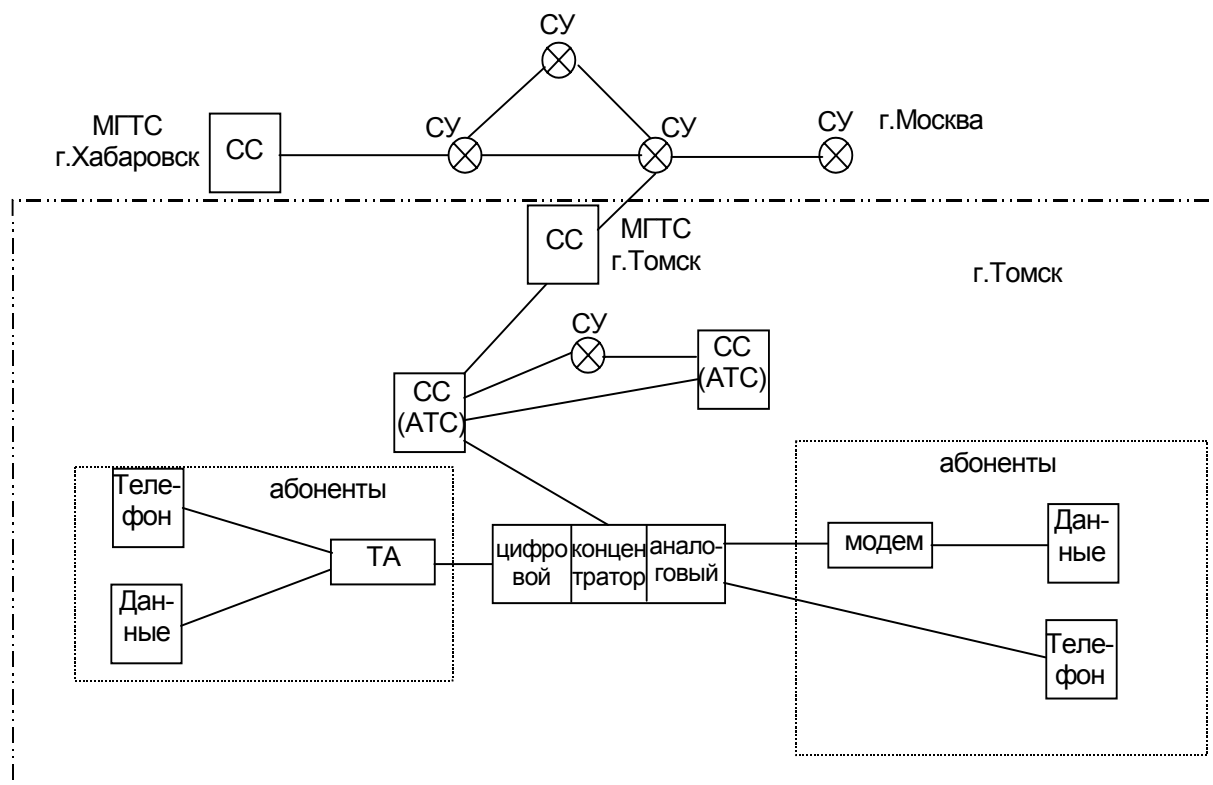 СУ
МГТС
г.Хабаровск
СС
СУ
СУ
СУ
г.Москва
СС
МГТС
г.Томск
г.Томск
СУ
СС
(АТС)
СС
(АТС)
абоненты
Теле-
фон
Дан-
ные
ТА
цифро
вой
концен
тратор
анало-
говый
абоненты
модем
Дан-
ные
Теле-
фон